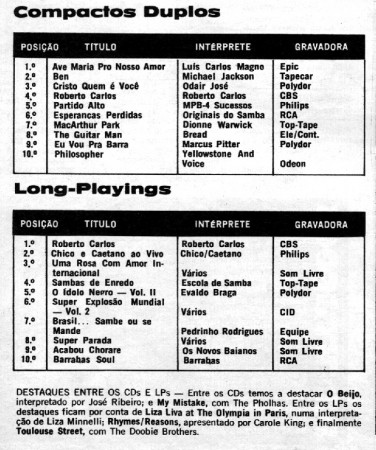 Compactos Duplos
POSIÇÃO TÍTULO INTÉRPRETE GRAVADORA
1.º Ave Maria Pro Nosso Amor Luís Carlos Magno Epic
2.º Ben Michael Jackson Tapecar
3.º Cristo Quem é Você Odair José Polydor
4.º Roberto Carlos Roberto Carlos CBS
5.º Partido Alto MPB-4 Sucessos Philips
6.º Esperanças Perdidas Originais do Samba RCA
7.º MacArthur Park Dionne Warwick Top-Tape
8.º The Guitar Man Bread Ele/Cont.
9.º Eu Vou Pra Barra Marcus Pitter Polydor
10.º Philosopher Yellowstone And
Voice Odeon
Long-Playings
POSIÇÃO TÍTULO INTÉRPRETE GRAVADORA
1.º Roberto Carlos Roberto Carlos CBS
2.º Chico e Caetano ao Vivo Chico/Caetano Philips
3.º Uma Rosa Com Amor In-
ternacional Vários Som Livre
4.º Sambas de Enredo Escola de Samba Top-Tape
5.º O Ídolo Negro — Vol. II Evaldo Braga Polydor
6.º Super Explosão Mundial
— Vol. 2 Vários CID
7.º Brasil... Sambe ou se
Mande Pedrinho Rodrigues Equipe
8.º Super Parada Vários Som Livre
9.º Acabou Chorare Os Novos Baianos Som Livre
10.º Barrabas Soul Barrabas RCA
DESTAQUES ENTRE OS CDs E LPs — Entre os CDs temos a destacar O Beijo,
interpretado por José Ribeiro; e My Mistake, com The Pholhas. Entre os LPs os
destaques ficam por conta de Liza Liva at The Olympia in Paris, numa interpreta-
ção de Liza Minnelli; Rhymes/Reasons, apresentado por Carole King; e finalmente
Toulouse Street, com The Doobie Brothers.